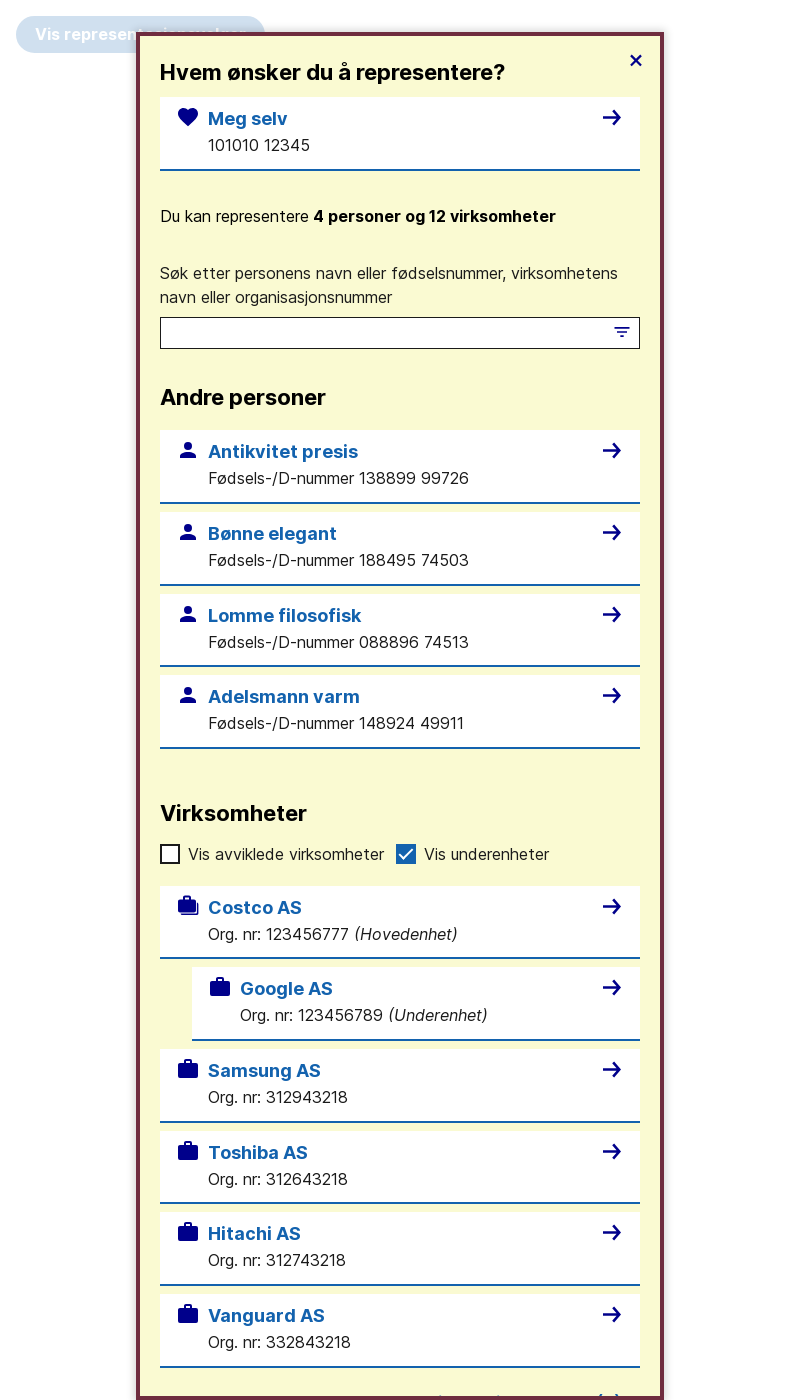 Vis represen
Hvem ønsker du å representere?
Meg selv
101010 12345
Du kan representere 4 personer og 12 virksomheter
Søk etter personens navn eller fødselsnummer, virksomhetens
navn eller organisasjonsnummer
Andre personer
Antikvitet presis
Fødsels-/D-nummer 138899 99726
Bønne elegant
Fødsels-/D-nummer 188495 74503
Lomme filosofisk
Fødsels-/D-nummer 088896 74513
Adelsmann varm
Fødsels-/D-nummer 148924 49911
Virksomheter
Vis avviklede virksomheter Vis underenheter
Costco AS
Org. nr: 123456777 (Hovedenhet)
Google AS
Org. nr: 123456789 (Underenhet)
Samsung AS
Org. nr: 312943218
Toshiba AS
Org. nr: 312643218
Hitachi AS
Org. nr: 312743218
Vanguard AS
Org. nr: 332843218